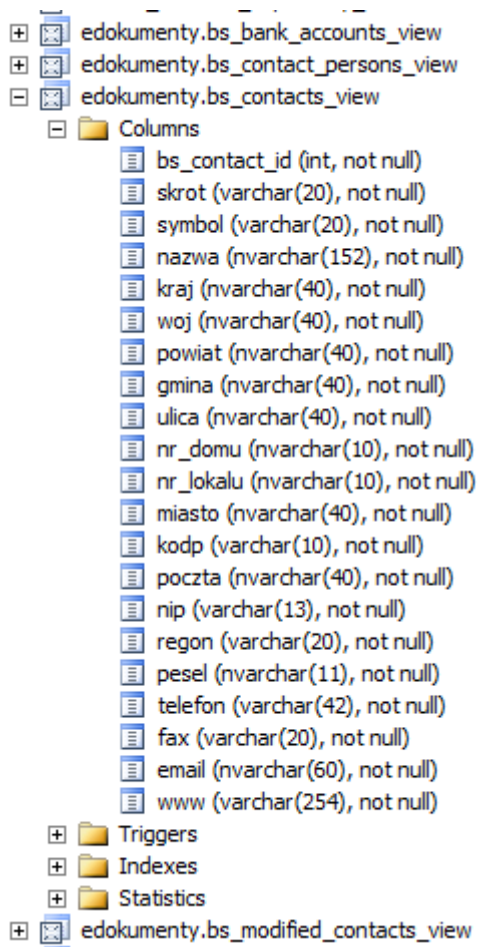 edokumenty.bs_bank_accounts_view
edokumenty.bs_contact_persons_view
edokumenty.bs_contacts_view
Columns
bs_contact_id (int, not null)
skrot (varchar(20), not null)
symbol (varchar(20), not null)
nazwa (nvarchar(152), not null)
kraj (nvarchar(40), not null)
woj (nvarchar(40), not null)
powiat (nvarchar(40), not null)
gmina (nvarchar(40), not null)
ulica (nvarchar(40), not null)
nr_domu (nvarchar(10), not null)
nr_lokalu (nvarchar(10), not null)
miasto (nvarchar(40), not null)
kodp (varchar(10), not null)
poczta (nvarchar(40), not null)
nip (varchar(13), not null)
regon (varchar(20), not null)
pesel (nvarchar(11), not null)
telefon (varchar(42), not null)
fax (varchar(20), not null)
email (nvarchar(60), not null)
www (varchar(254), not null)
Triggers
Indexes
Statistics
edokumenty.bs_modified_contacts_view